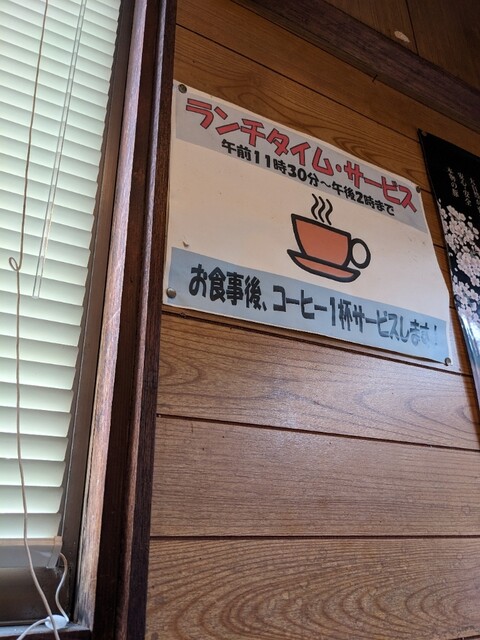 ランチタイム・サービス
午前11時30分～午後2時まで
お食事後、コーヒー1杯サービスします!